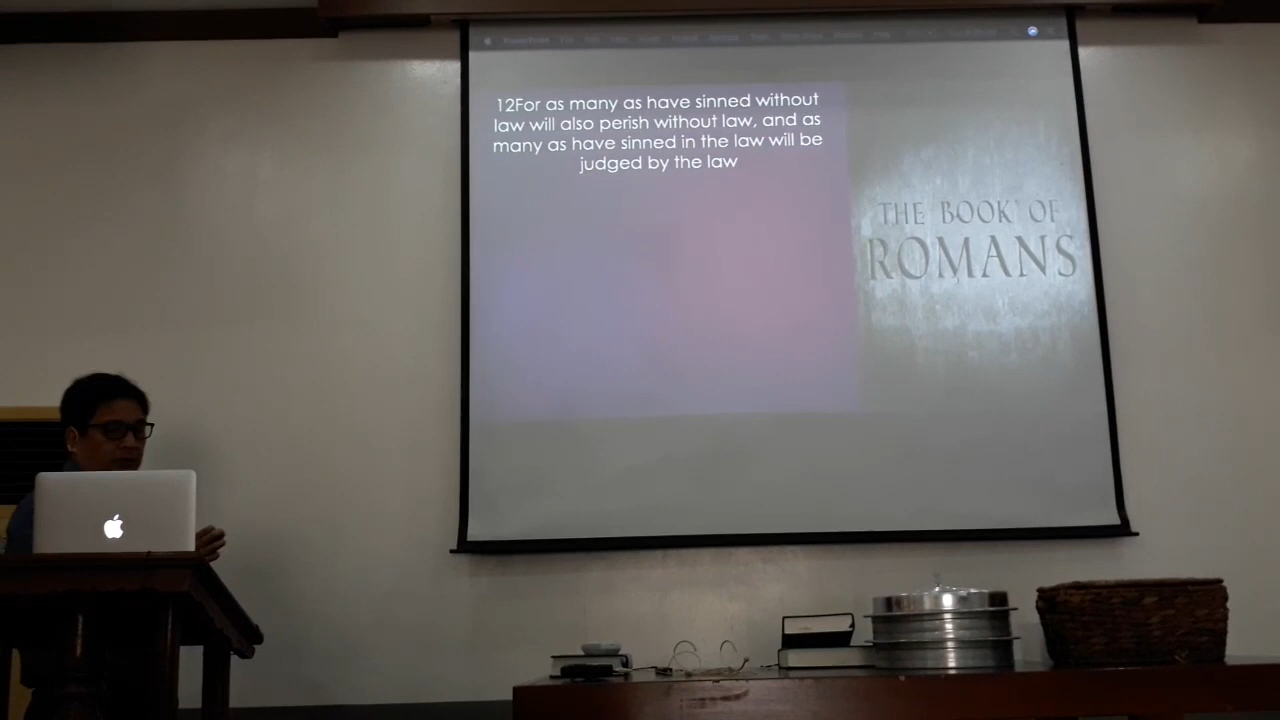 PowerPoint
12For as many as have sinned without
law will also perish without law, and as
many as have sinned in the law will be
judged by the law
THE BOOK OF
ROMANS